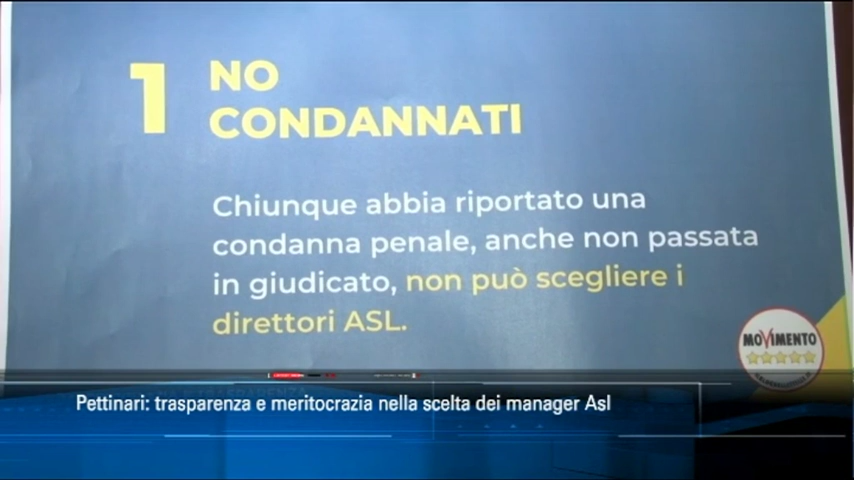 1 NO
CONDANNATI
Chiunque abbia riportato una
condanna penale, anche non passata
in giudicato, non può scegliere i
direttori ASL.
MOVIMENTO
Pettinari: trasparenza e meritocrazia nella scelta dei manager Asl